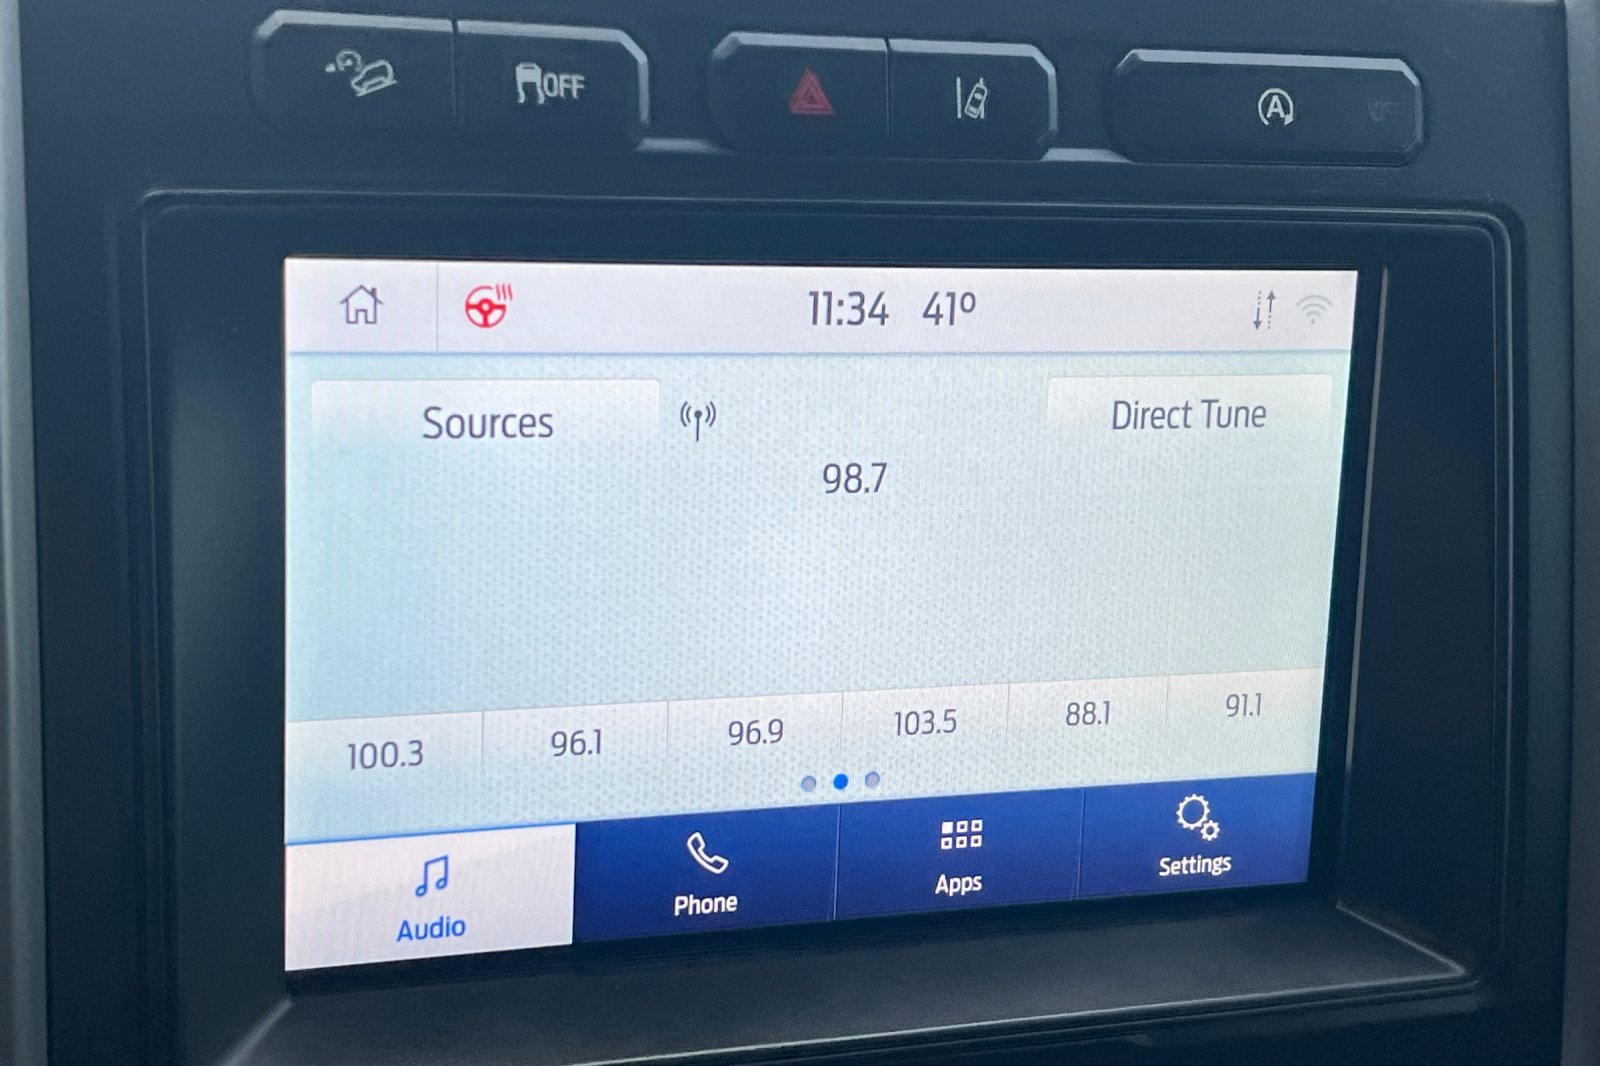 OFF
A
OFF
11:34 41°
Sources
Direct Tune
98.7
100.3 96.1 96.9 103.5 88.1 91.1
Audio
Phone
Apps
Settings